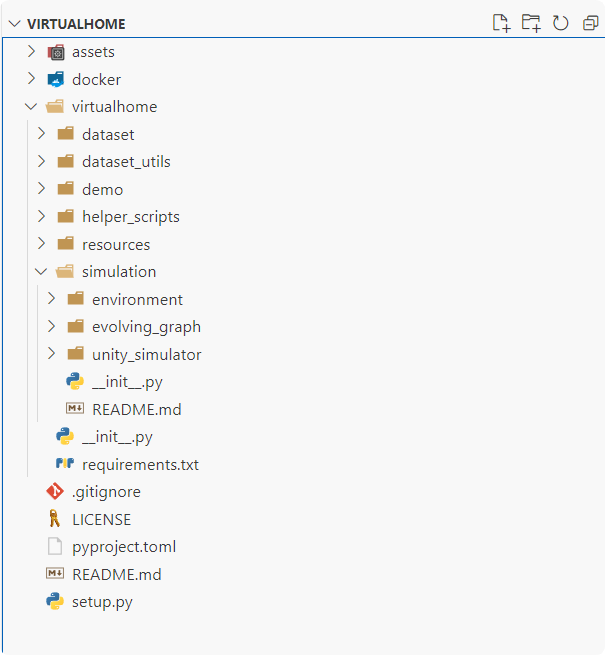 VIRTUALHOME
assets
docker
virtualhome
dataset
dataset_utils
demo
helper_scripts
resources
simulation
environment
evolving_graph
unity_simulator
__init__.py
README.md
__init__.py
requirements.txt
.gitignore
LICENSE
pyproject.toml
README.md
setup.py